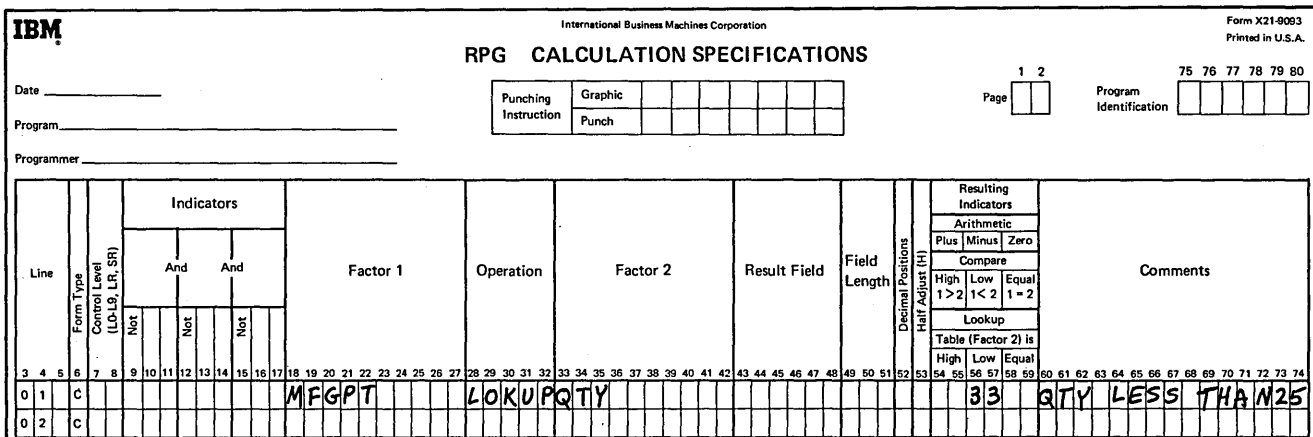 IBM
International Business Machines Corporation
Form X21-9093
Printed in U.S.A.
RPG CALCULATION SPECIFICATIONS
Date
Program
Programmer
Punching Instruction
Graphic
Punch
1 2
Page
Program Identification
75 76 77 78 79 80
Line
Form Type
Control Level (L0-L9, LR, SR)
Indicators
And And
Not Not Not
Factor 1
Operation
Factor 2
Result Field
Field Length
Decimal Positions
Half Adjust (H)
Resulting Indicators
Arithmetic
Plus Minus Zero
Compare
High Low Equal
1 > 2 1 < 2 1 = 2
Lookup
Table (Factor 2) is
High Low Equal
Comments
3 4 5 6 7 8 9 10 11 12 13 14 15 16 17 18 19 20 21 22 23 24 25 26 27 28 29 30 31 32 33 34 35 36 37 38 39 40 41 42 43 44 45 46 47 48 49 50 51 52 53 54 55 56 57 58 59 60 61 62 63 64 65 66 67 68 69 70 71 72 73 74
0 1 C MFGPT LOKUP QTY 33 QTY LESS THAN 25
0 2 C